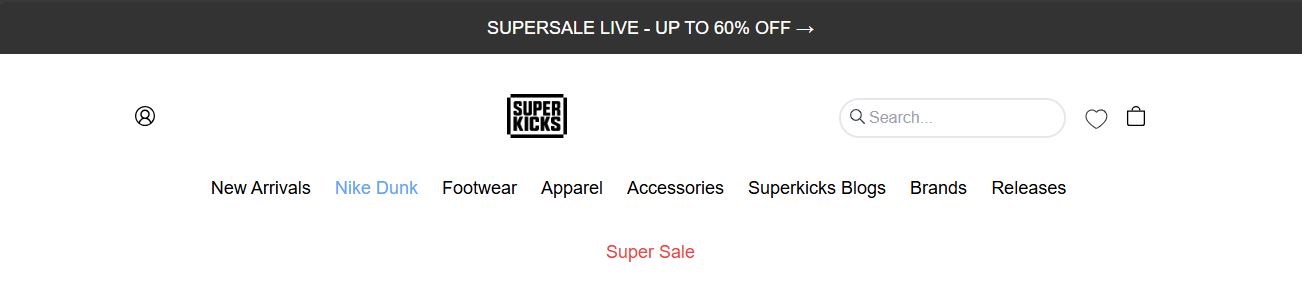 SUPERSALE LIVE - UP TO 60% OFF →
SUPER
KICKS
Search...
New Arrivals Nike Dunk Footwear Apparel Accessories Superkicks Blogs Brands Releases
Super Sale